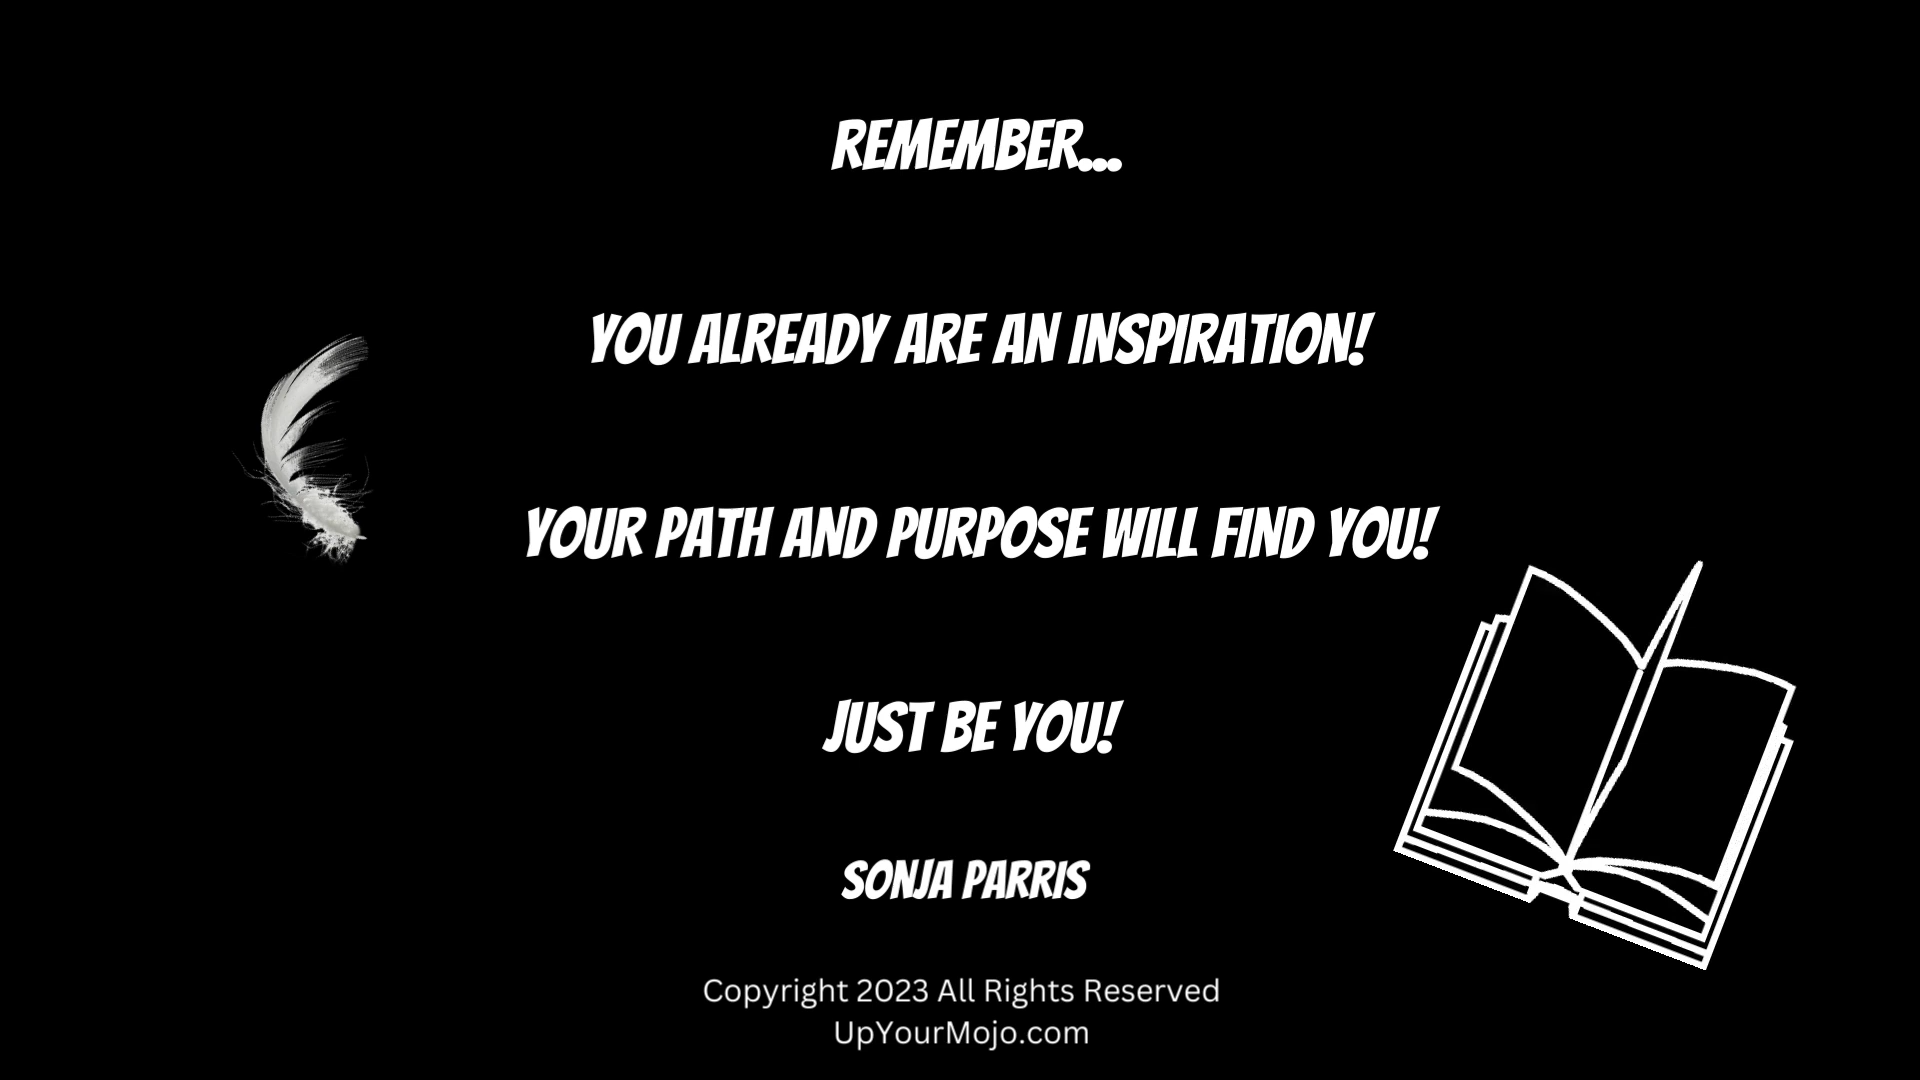 REMEMBER...
YOU ALREADY ARE AN INSPIRATION!
YOUR PATH AND PURPOSE WILL FIND YOU!
JUST BE YOU!
SONJA PARRIS
Copyright 2023 All Rights Reserved
UpYourMojo.com